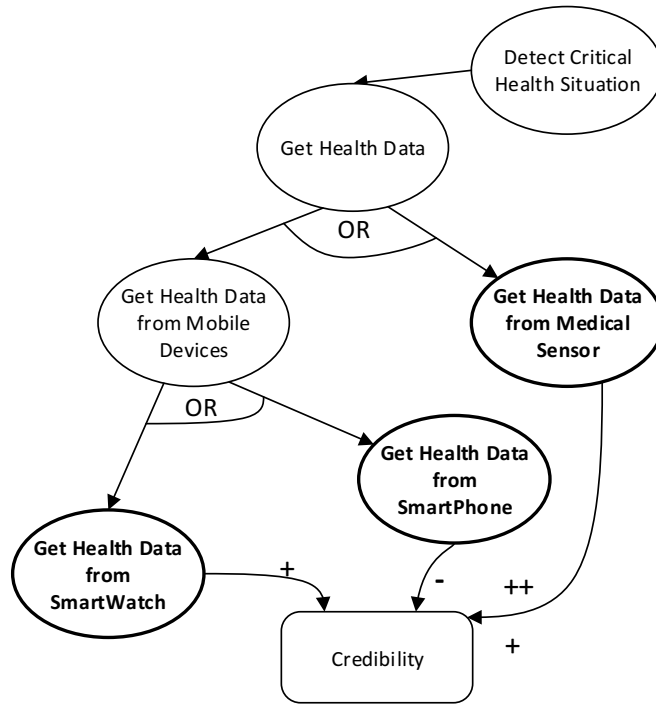 Detect Critical
Health Situation
Get Health Data
OR
Get Health Data
from Mobile
Devices
Get Health Data
from Medical
Sensor
OR
Get Health Data
from
SmartPhone
Get Health Data
from
SmartWatch
+
-
++
+
Credibility